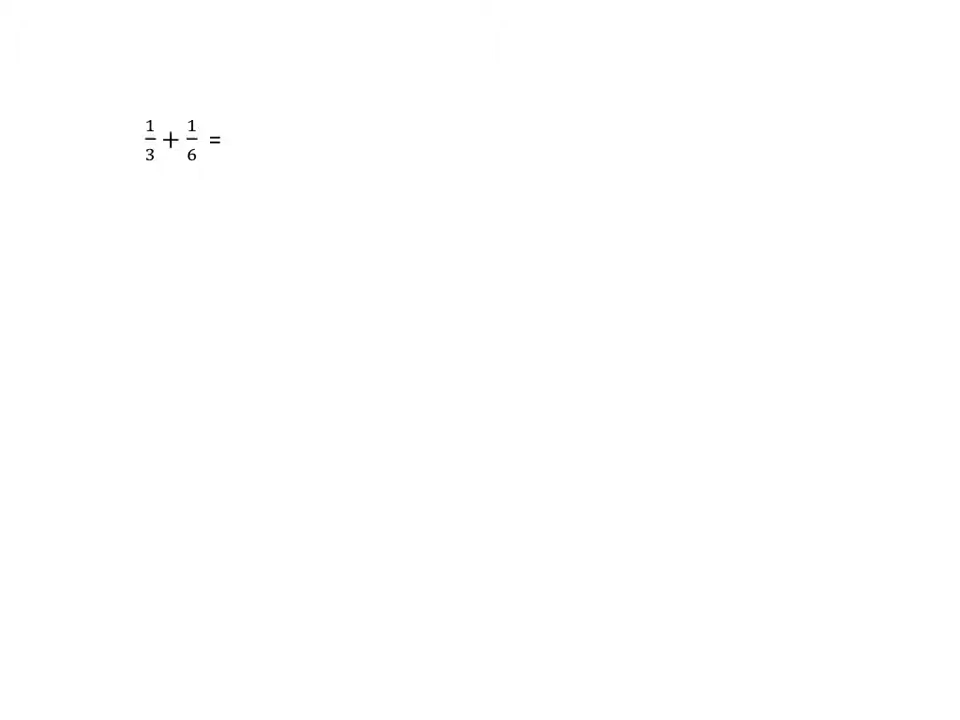 1/3 + 1/6 =